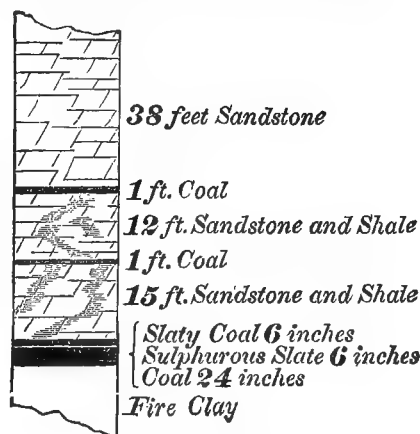 38 feet Sandstone
1 ft. Coal
12 ft. Sandstone and Shale
1 ft. Coal
15 ft. Sandstone and Shale
Slaty Coal 6 inches
Sulphurous Slate 6 inches
Coal 24 inches
Fire Clay